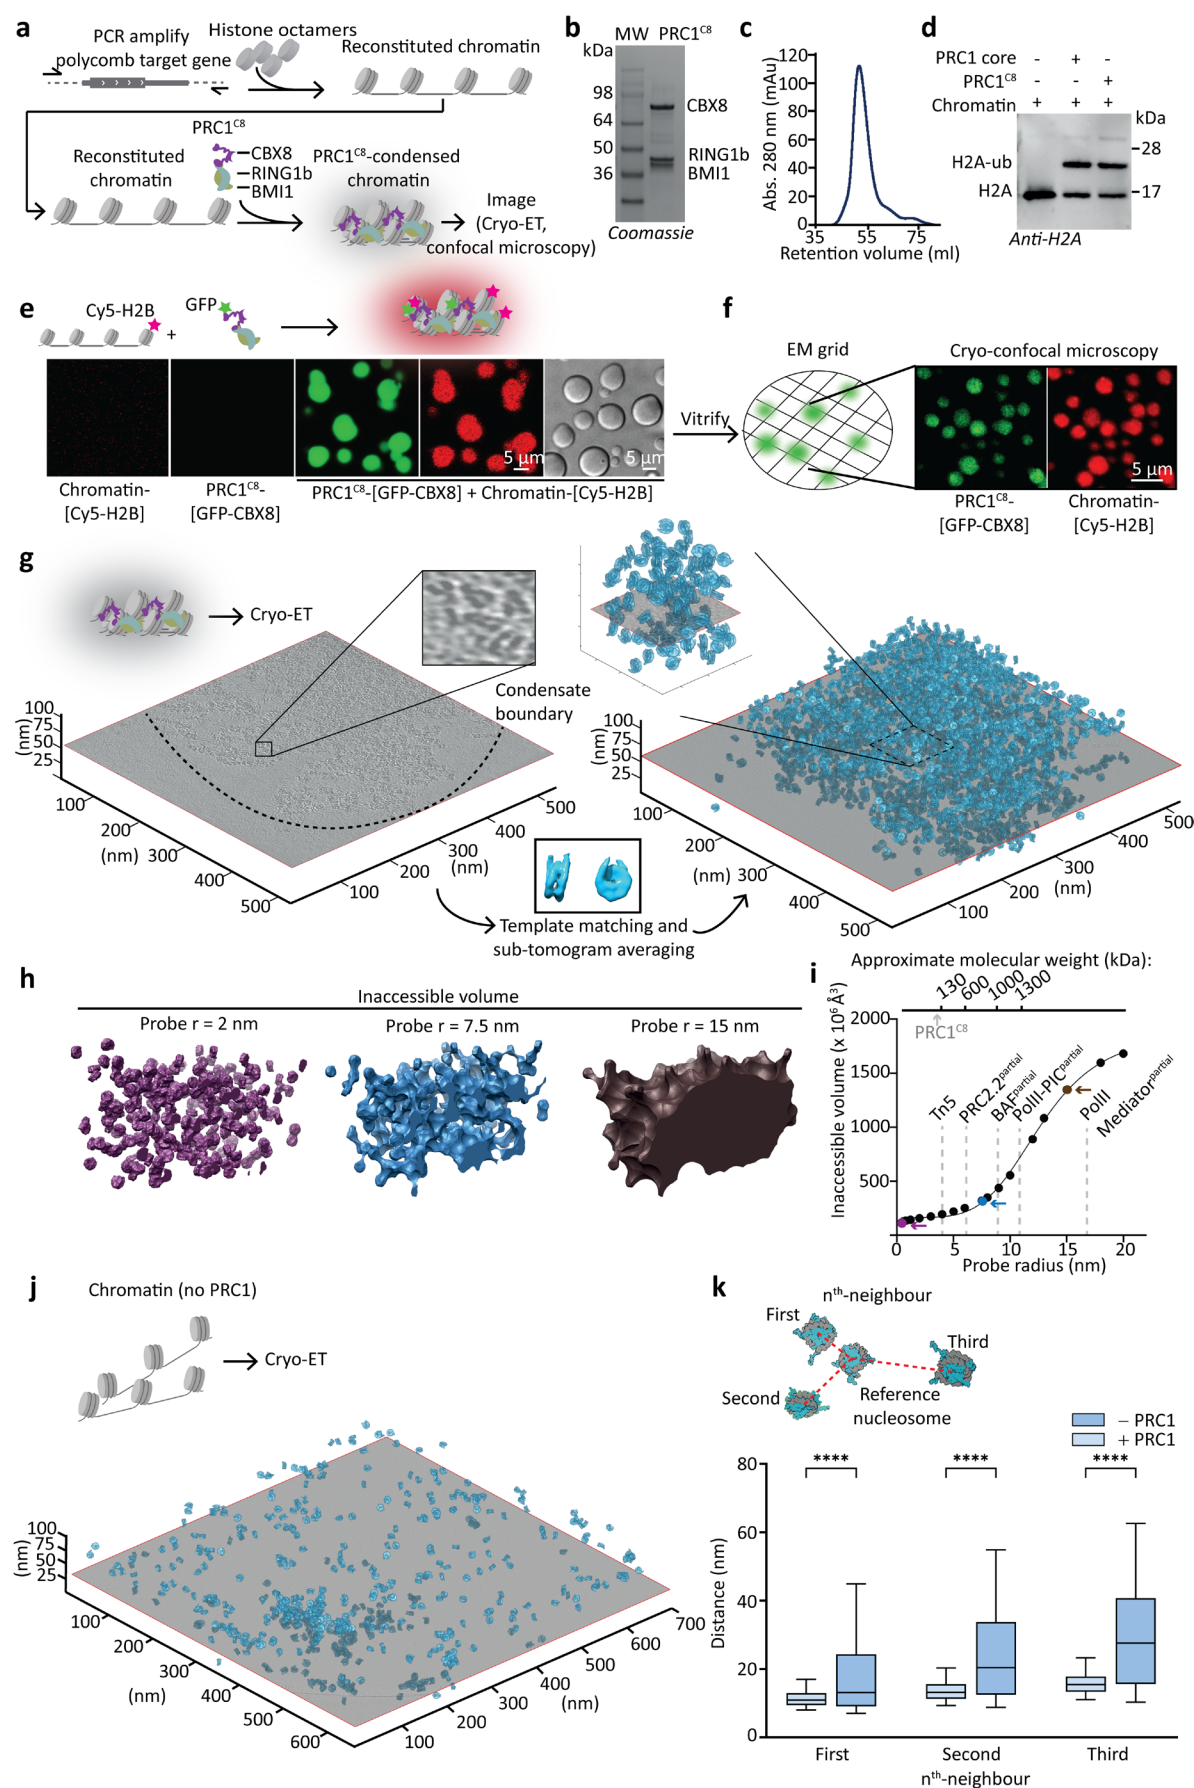 a
PCR amplify
polycomb target gene
Histone octamers
Reconstituted chromatin
PRC1C8
Reconstituted
chromatin
CBX8
RING1b
BMI1
PRC1C8-condensed
chromatin
Image
(Cryo-ET,
confocal microscopy)
b
MW PRC1C8
kDa
98
64
50
36
CBX8
RING1b
BMI1
Coomassie
c
Abs. 280 nm (mAu)
120
100
80
60
40
20
0
35 55 75
Retention volume (ml)
d
PRC1 core - + -
PRC1C8 - - +
Chromatin + + +
kDa
28
17
H2A-ub
H2A
Anti-H2A
e
Cy5-H2B
+
GFP
5 µm
5 µm
Chromatin-
[Cy5-H2B]
PRC1C8-
[GFP-CBX8]
PRC1C8-[GFP-CBX8] + Chromatin-[Cy5-H2B]
f
EM grid
Vitrify
Cryo-confocal microscopy
5 µm
PRC1C8-
[GFP-CBX8]
Chromatin-
[Cy5-H2B]
g
Cryo-ET
Condensate
boundary
100
75
50
25
(nm)
100
200
300
400
500
(nm)
100
200
300
400
500
(nm)
Template matching and
sub-tomogram averaging
100
75
50
25
(nm)
100
200
300
400
500
(nm)
100
200
300
400
500
(nm)
h
Inaccessible volume
Probe r = 2 nm
Probe r = 7.5 nm
Probe r = 15 nm
i
Approximate molecular weight (kDa):
130
600
1000
1300
PRC1C8
Inaccessible volume (x 10⁶ Å³)
2000
1500
1000
500
Tn5
PRC2.2partial
BAFpartial
PolII-PICpartial
PolII
Mediatorpartial
0 5 10 15 20
Probe radius (nm)
j
Chromatin (no PRC1)
Cryo-ET
100
75
50
25
(nm)
100
200
300
400
500
600
(nm)
100
200
300
400
500
600
700
(nm)
k
nth-neighbour
First
Second
Third
Reference
nucleosome
− PRC1
+ PRC1
**** **** ****
Distance (nm)
80
60
40
20
0
First Second Third
nth-neighbour